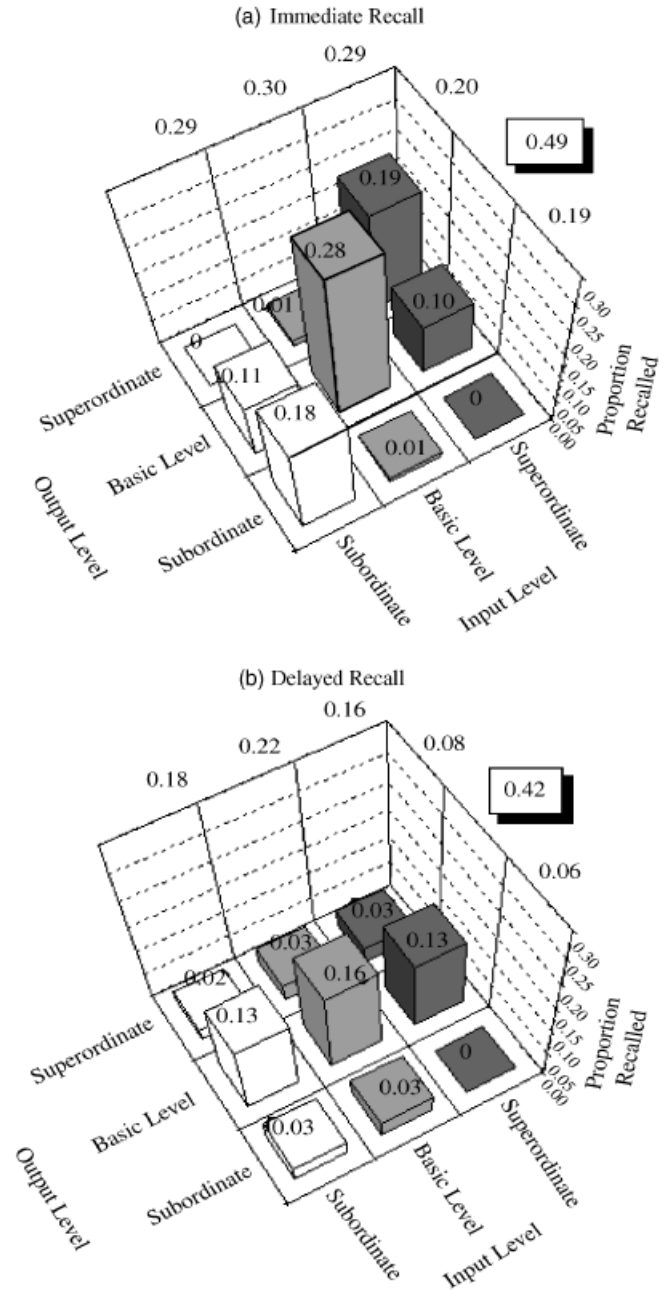 (a) Immediate Recall
0.29
0.30
0.29
0.20
0.49
0.19
0.19
0.28
0.10
0.01
0
0.11
0.18
0.01
0
0.30
0.25
0.20
0.15
0.10
0.05
0.00
Proportion
Recalled
Superordinate
Basic Level
Subordinate
Output Level
Subordinate
Basic Level
Superordinate
Input Level
(b) Delayed Recall
0.16
0.22
0.18
0.08
0.42
0.06
0.03
0.03
0.13
0.16
0.02
0.13
0.03
0.03
0
0.30
0.25
0.20
0.15
0.10
0.05
0.00
Proportion
Recalled
Superordinate
Basic Level
Subordinate
Output Level
Subordinate
Basic Level
Superordinate
Input Level